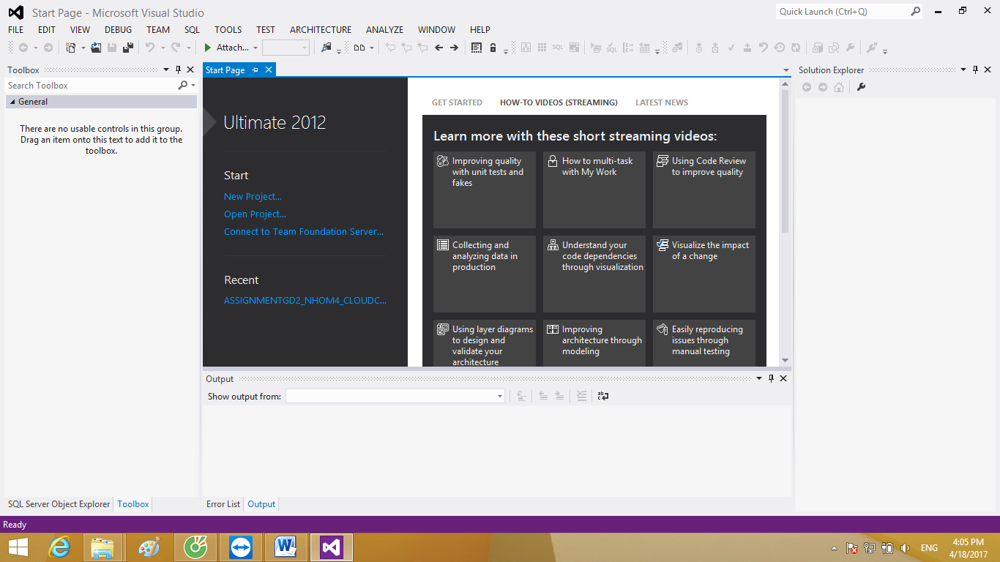 Start Page - Microsoft Visual Studio
Quick Launch (Ctrl+Q)
FILE EDIT VIEW DEBUG TEAM SQL TOOLS TEST ARCHITECTURE ANALYZE WINDOW HELP
Attach...
SQL
SQL
Toolbox
Search Toolbox
General
There are no usable controls in this group.
Drag an item onto this text to add it to the
toolbox.
Start Page
Ultimate 2012
Start
New Project...
Open Project...
Connect to Team Foundation Server...
Recent
ASSIGNMENTGD2_NHOM4_CLOUDC...
GET STARTED HOW-TO VIDEOS (STREAMING) LATEST NEWS
Learn more with these short streaming videos:
Improving quality
with unit tests and
fakes
How to multi-task
with My Work
Using Code Review
to improve quality
Collecting and
analyzing data in
production
Understand your
code dependencies
through visualization
Visualize the impact
of a change
Using layer diagrams
to design and
validate your
architecture
Improving
architecture through
modeling
Easily reproducing
issues through
manual testing
Solution Explorer
Output
Show output from:
SQL Server Object Explorer Toolbox
Error List Output
Ready
ENG
4:05 PM
4/18/2017